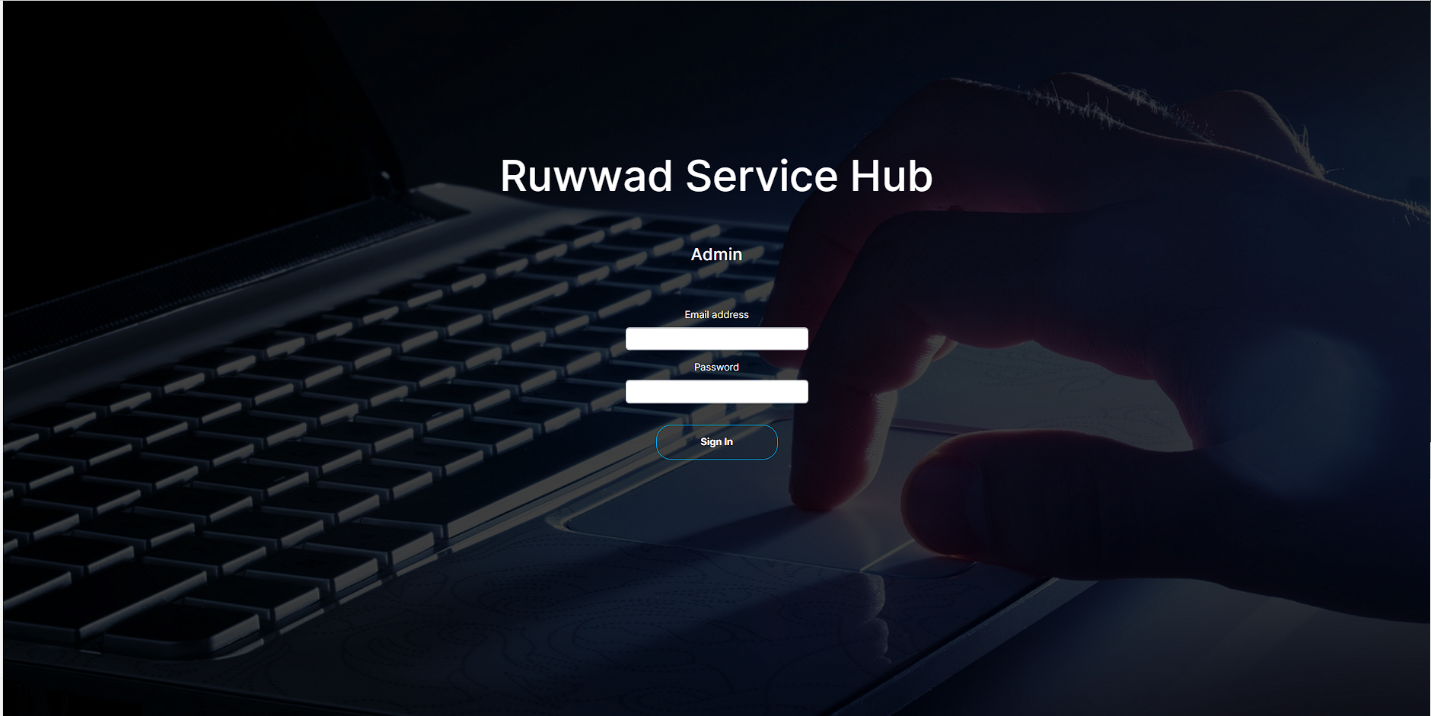 Ruwwad Service Hub
Admin
Email address
Password
Sign In